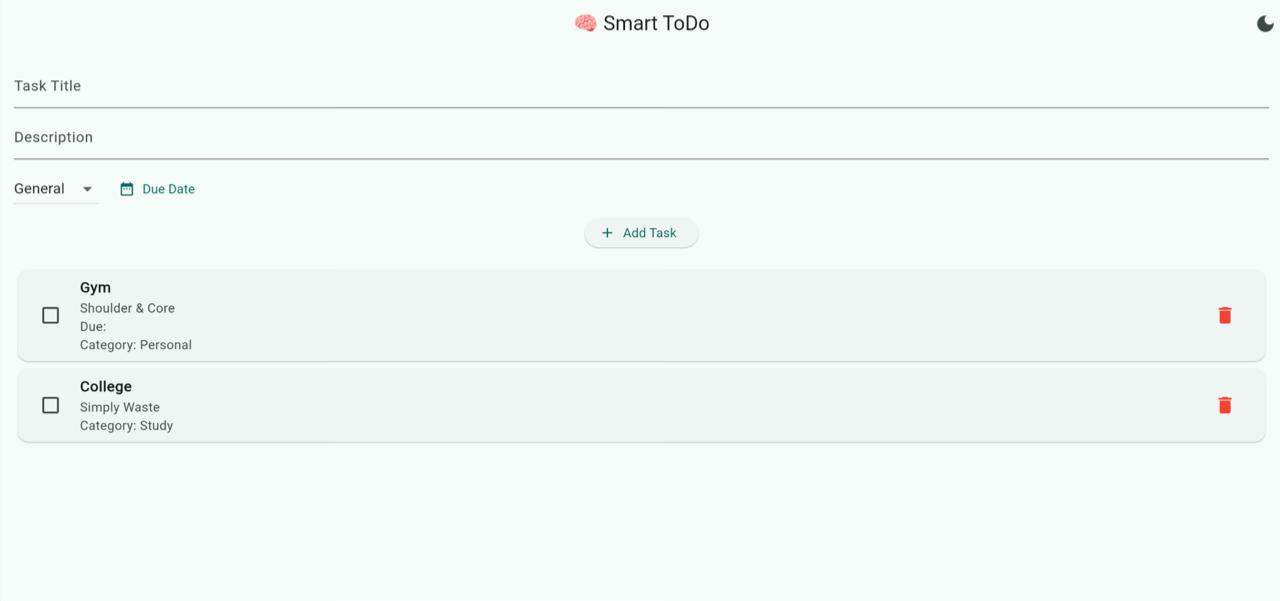 🧠 Smart ToDo
Task Title
Description
General
Due Date
+ Add Task
Gym
Shoulder & Core
Due:
Category: Personal
College
Simply Waste
Category: Study